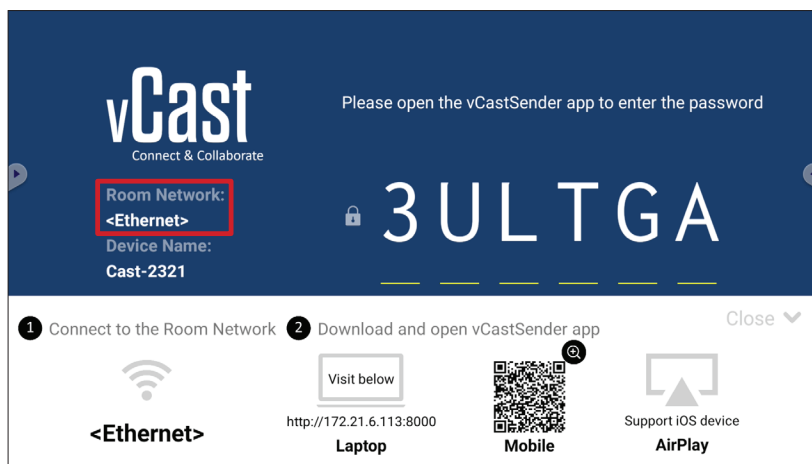 vCast
Connect & Collaborate
Please open the vCastSender app to enter the password
Room Network:
<Ethernet>
Device Name:
Cast-2321
3ULTGA
1 Connect to the Room Network
2 Download and open vCastSender app
Close
<Ethernet>
Visit below
http://172.21.6.113:8000
Laptop
Mobile
Support iOS device
AirPlay